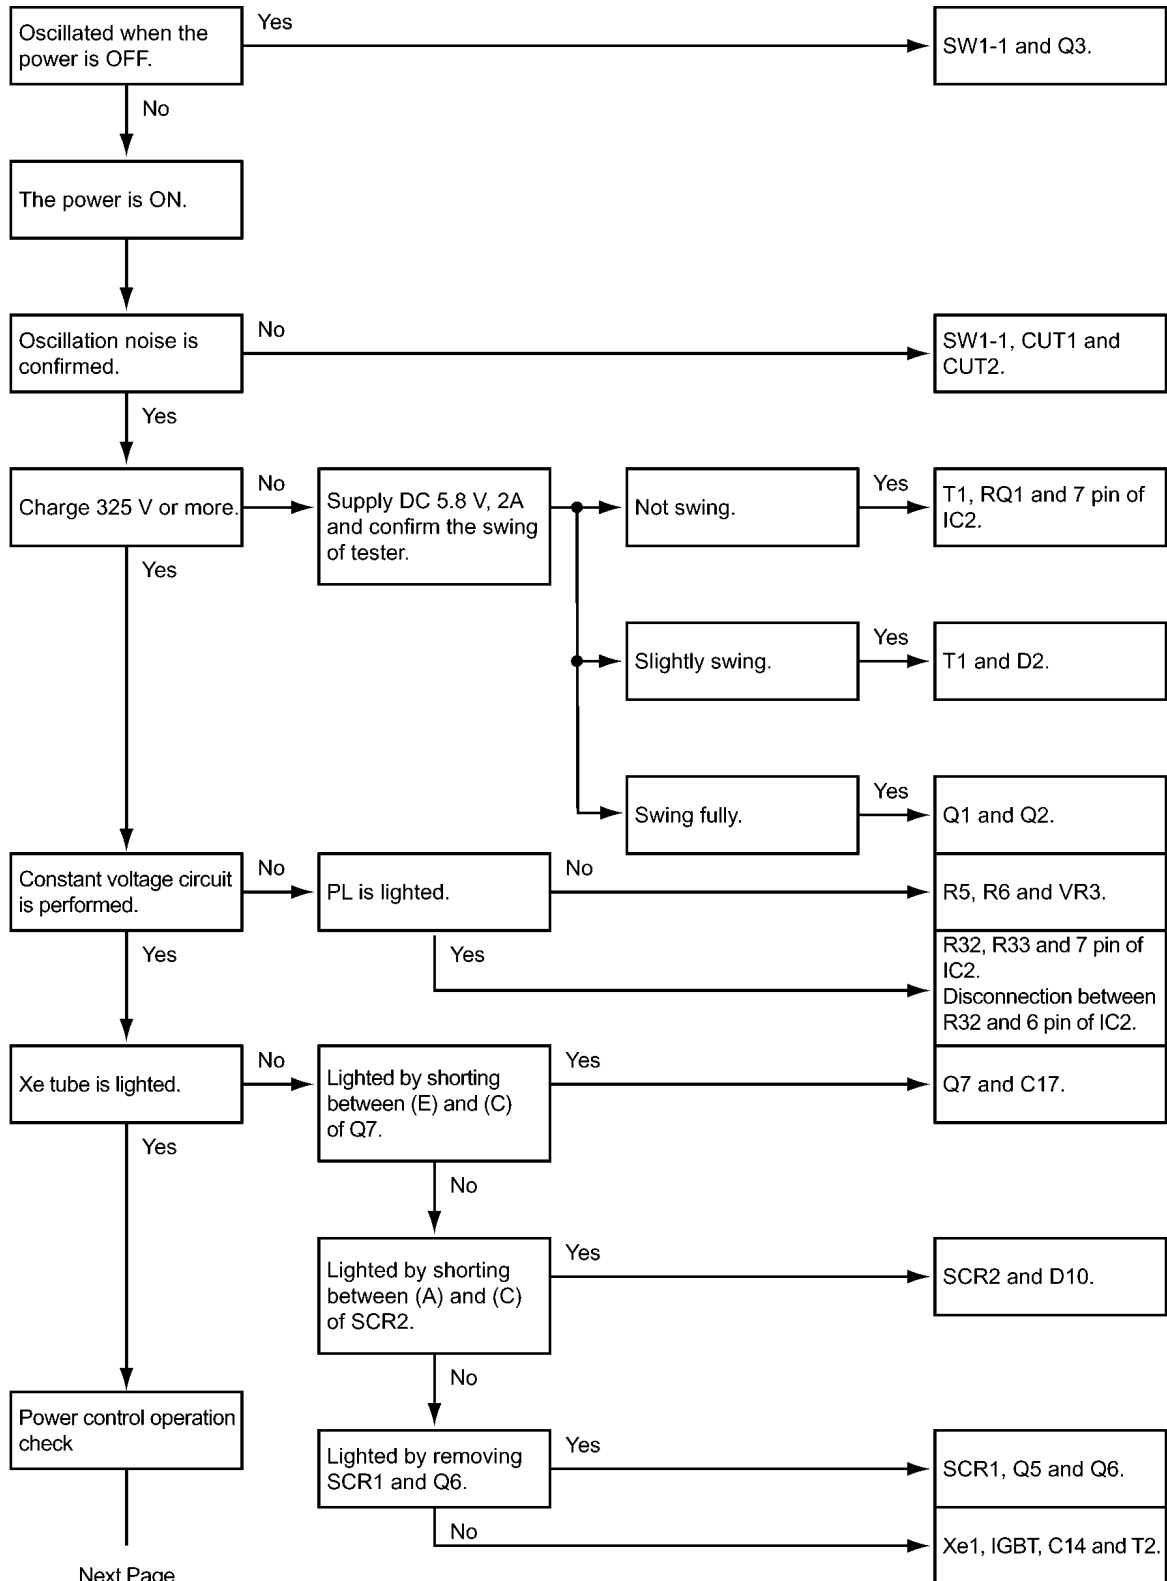 Oscillated when the
power is OFF.
Yes
SW1-1 and Q3.
No
The power is ON.
Oscillation noise is
confirmed.
No
SW1-1, CUT1 and
CUT2.
Yes
Charge 325 V or more.
No
Supply DC 5.8 V, 2A
and confirm the swing
of tester.
Not swing.
Yes
T1, RQ1 and 7 pin of
IC2.
Yes
Slightly swing.
Yes
T1 and D2.
Swing fully.
Yes
Q1 and Q2.
Constant voltage circuit
is performed.
No
PL is lighted.
No
R5, R6 and VR3.
Yes
Yes
R32, R33 and 7 pin of
IC2.
Disconnection between
R32 and 6 pin of IC2.
Xe tube is lighted.
No
Lighted by shorting
between (E) and (C)
of Q7.
Yes
Q7 and C17.
Yes
No
Lighted by shorting
between (A) and (C)
of SCR2.
Yes
SCR2 and D10.
No
Power control operation
check
Lighted by removing
SCR1 and Q6.
Yes
SCR1, Q5 and Q6.
No
Xe1, IGBT, C14 and T2.
Next Page